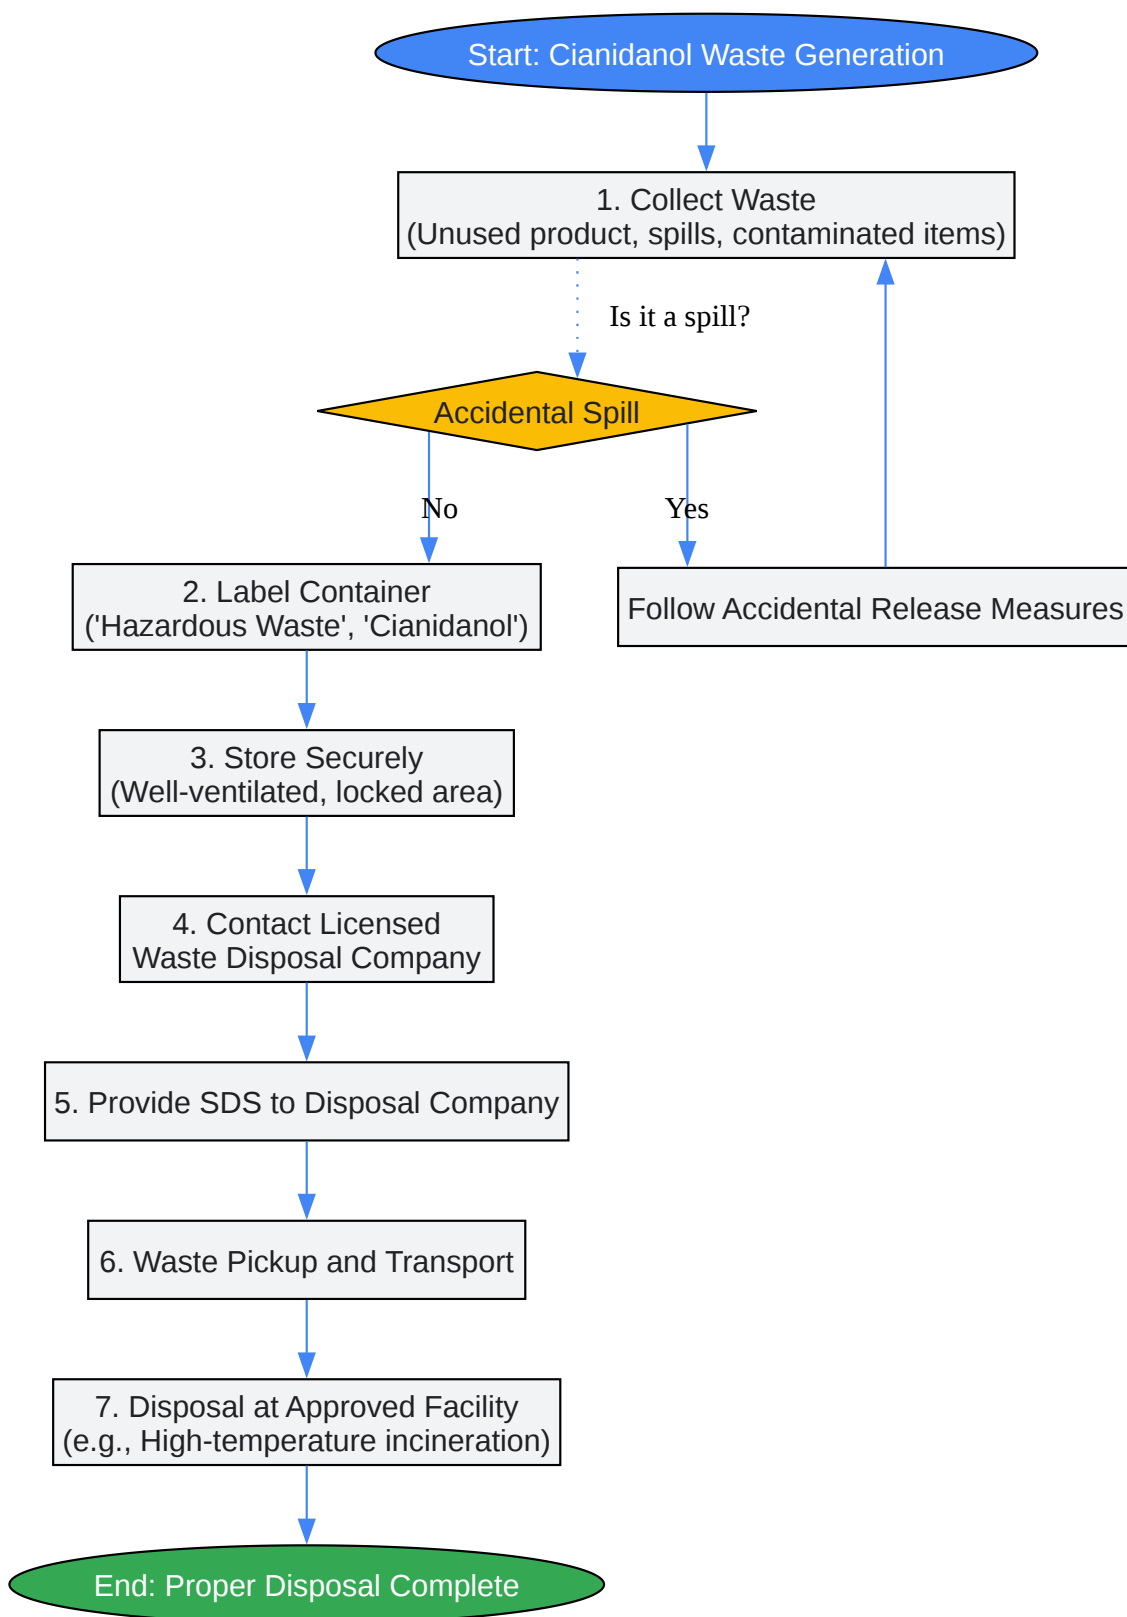 Start: Cianidanol Waste Generation
1. Collect Waste
(Unused product, spills, contaminated items)
Is it a spill?
Accidental Spill
No
Yes
2. Label Container
('Hazardous Waste', 'Cianidanol')
Follow Accidental Release Measures
3. Store Securely
(Well-ventilated, locked area)
4. Contact Licensed
Waste Disposal Company
5. Provide SDS to Disposal Company
6. Waste Pickup and Transport
7. Disposal at Approved Facility
(e.g., High-temperature incineration)
End: Proper Disposal Complete